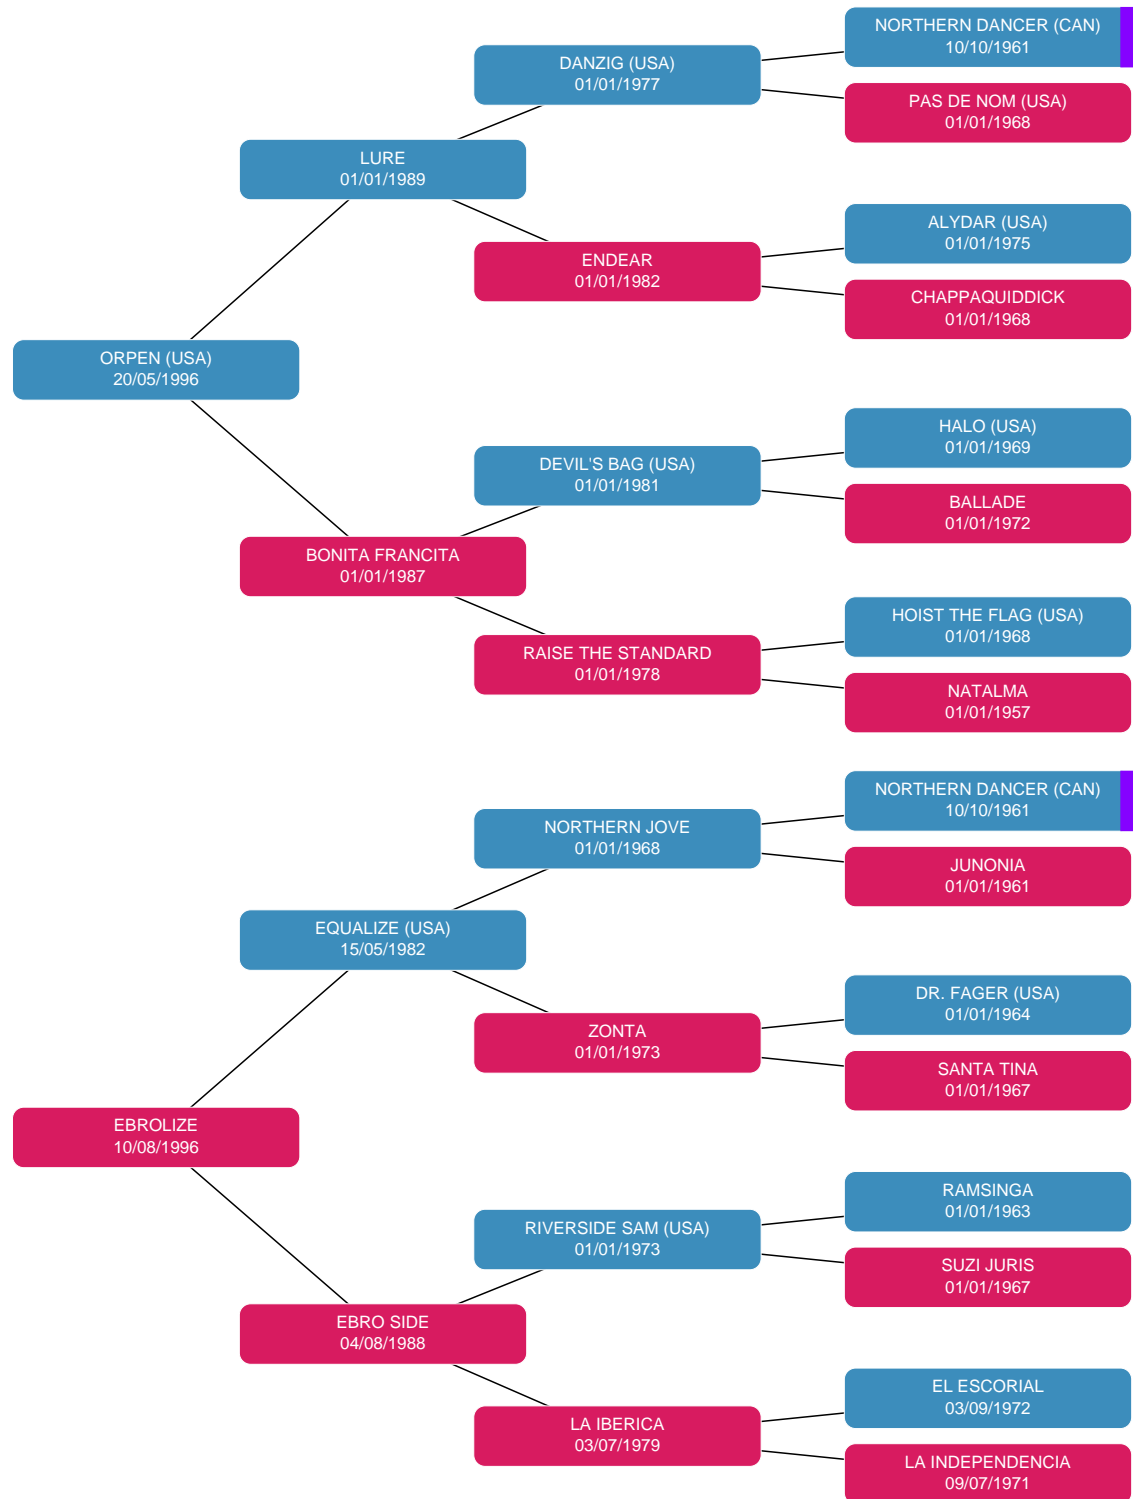 NORTHERN DANCER (CAN)
10/10/1961
DANZIG (USA)
01/01/1977
PAS DE NOM (USA)
01/01/1968
LURE
01/01/1989
ALYDAR (USA)
01/01/1975
ENDEAR
01/01/1982
CHAPPAQUIDDICK
01/01/1968
ORPEN (USA)
20/05/1996
HALO (USA)
01/01/1969
DEVIL'S BAG (USA)
01/01/1981
BALLADE
01/01/1972
BONITA FRANCITA
01/01/1987
HOIST THE FLAG (USA)
01/01/1968
RAISE THE STANDARD
01/01/1978
NATALMA
01/01/1957
NORTHERN DANCER (CAN)
10/10/1961
NORTHERN JOVE
01/01/1968
JUNONIA
01/01/1961
EQUALIZE (USA)
15/05/1982
DR. FAGER (USA)
01/01/1964
ZONTA
01/01/1973
SANTA TINA
01/01/1967
EBROLIZE
10/08/1996
RAMSINGA
01/01/1963
RIVERSIDE SAM (USA)
01/01/1973
SUZI JURIS
01/01/1967
EBRO SIDE
04/08/1988
EL ESCORIAL
03/09/1972
LA IBERICA
03/07/1979
LA INDEPENDENCIA
09/07/1971